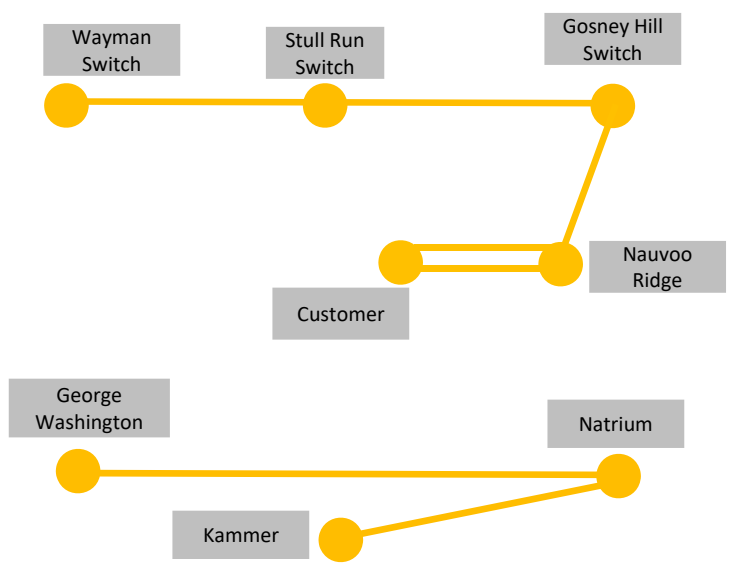 Wayman
Switch
Stull Run
Switch
Gosney Hill
Switch
Nauvoo
Ridge
Customer
George
Washington
Natrium
Kammer